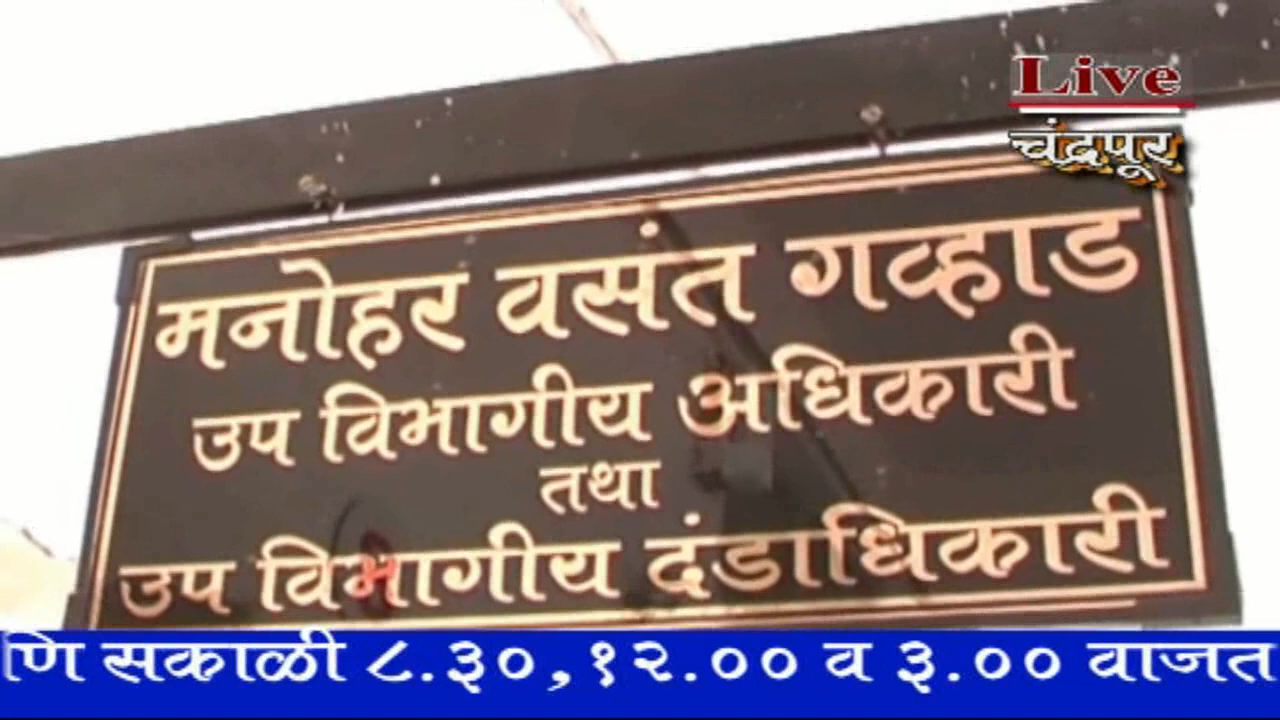 Live
चंद्रपूर
मनोहर वसंत गव्हाड
उप विभागीय अधिकारी
तथा
उप विभागीय दंडाधिकारी
णि सकाळी ८.३०,१२.०० व ३.०० वाजत